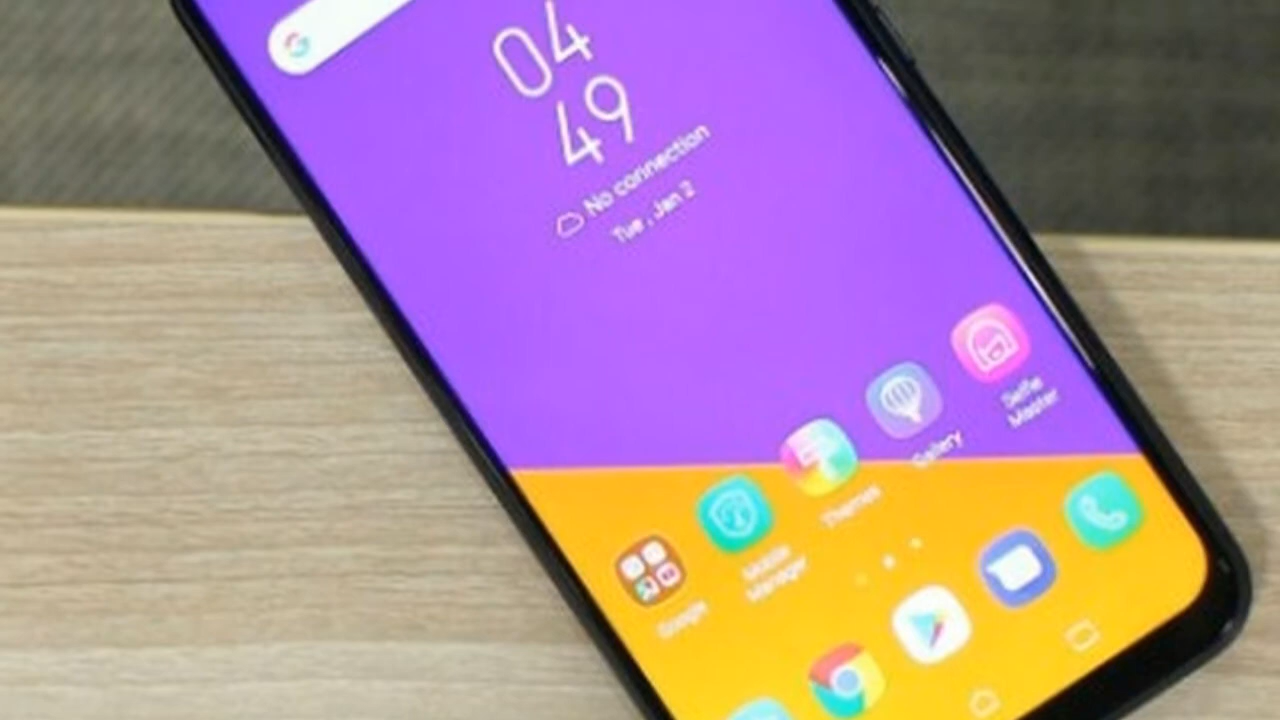 04
49
No connection
Tue, Jan 2
Selfie
Master
Gallery
Themes
Mobile
Manager
Google